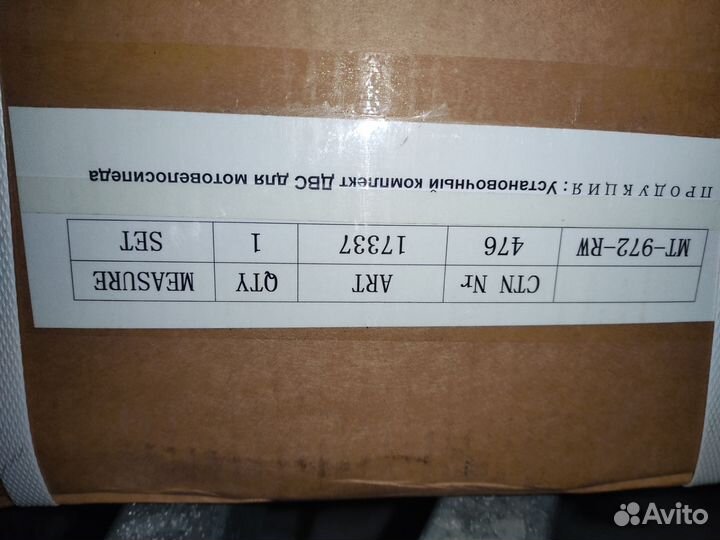 CTN Nr ART QTY MEASURE
MT-972-RW 476 17337 1 SET
ПРОДУКЦИЯ: Установочный комплект ДВС для мотовелосипеда
Avito